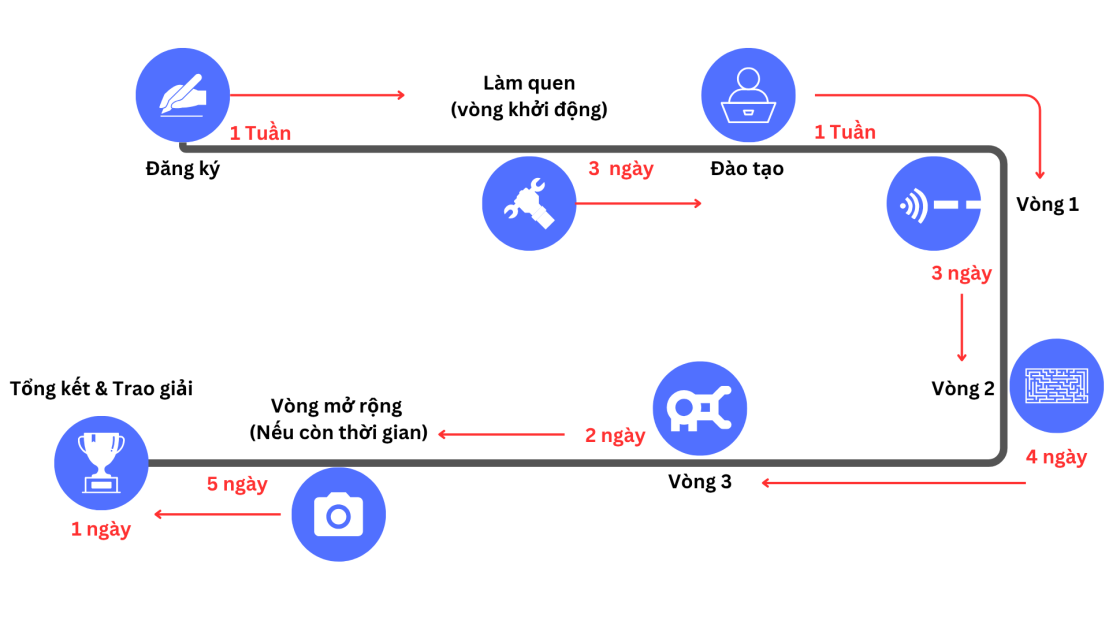 Làm quen
(vòng khởi động)
1 Tuần
1 Tuần
Đăng ký
3 ngày
Đào tạo
Vòng 1
3 ngày
Vòng 2
4 ngày
Vòng 3
2 ngày
Vòng mở rộng
(Nếu còn thời gian)
5 ngày
Tổng kết & Trao giải
1 ngày